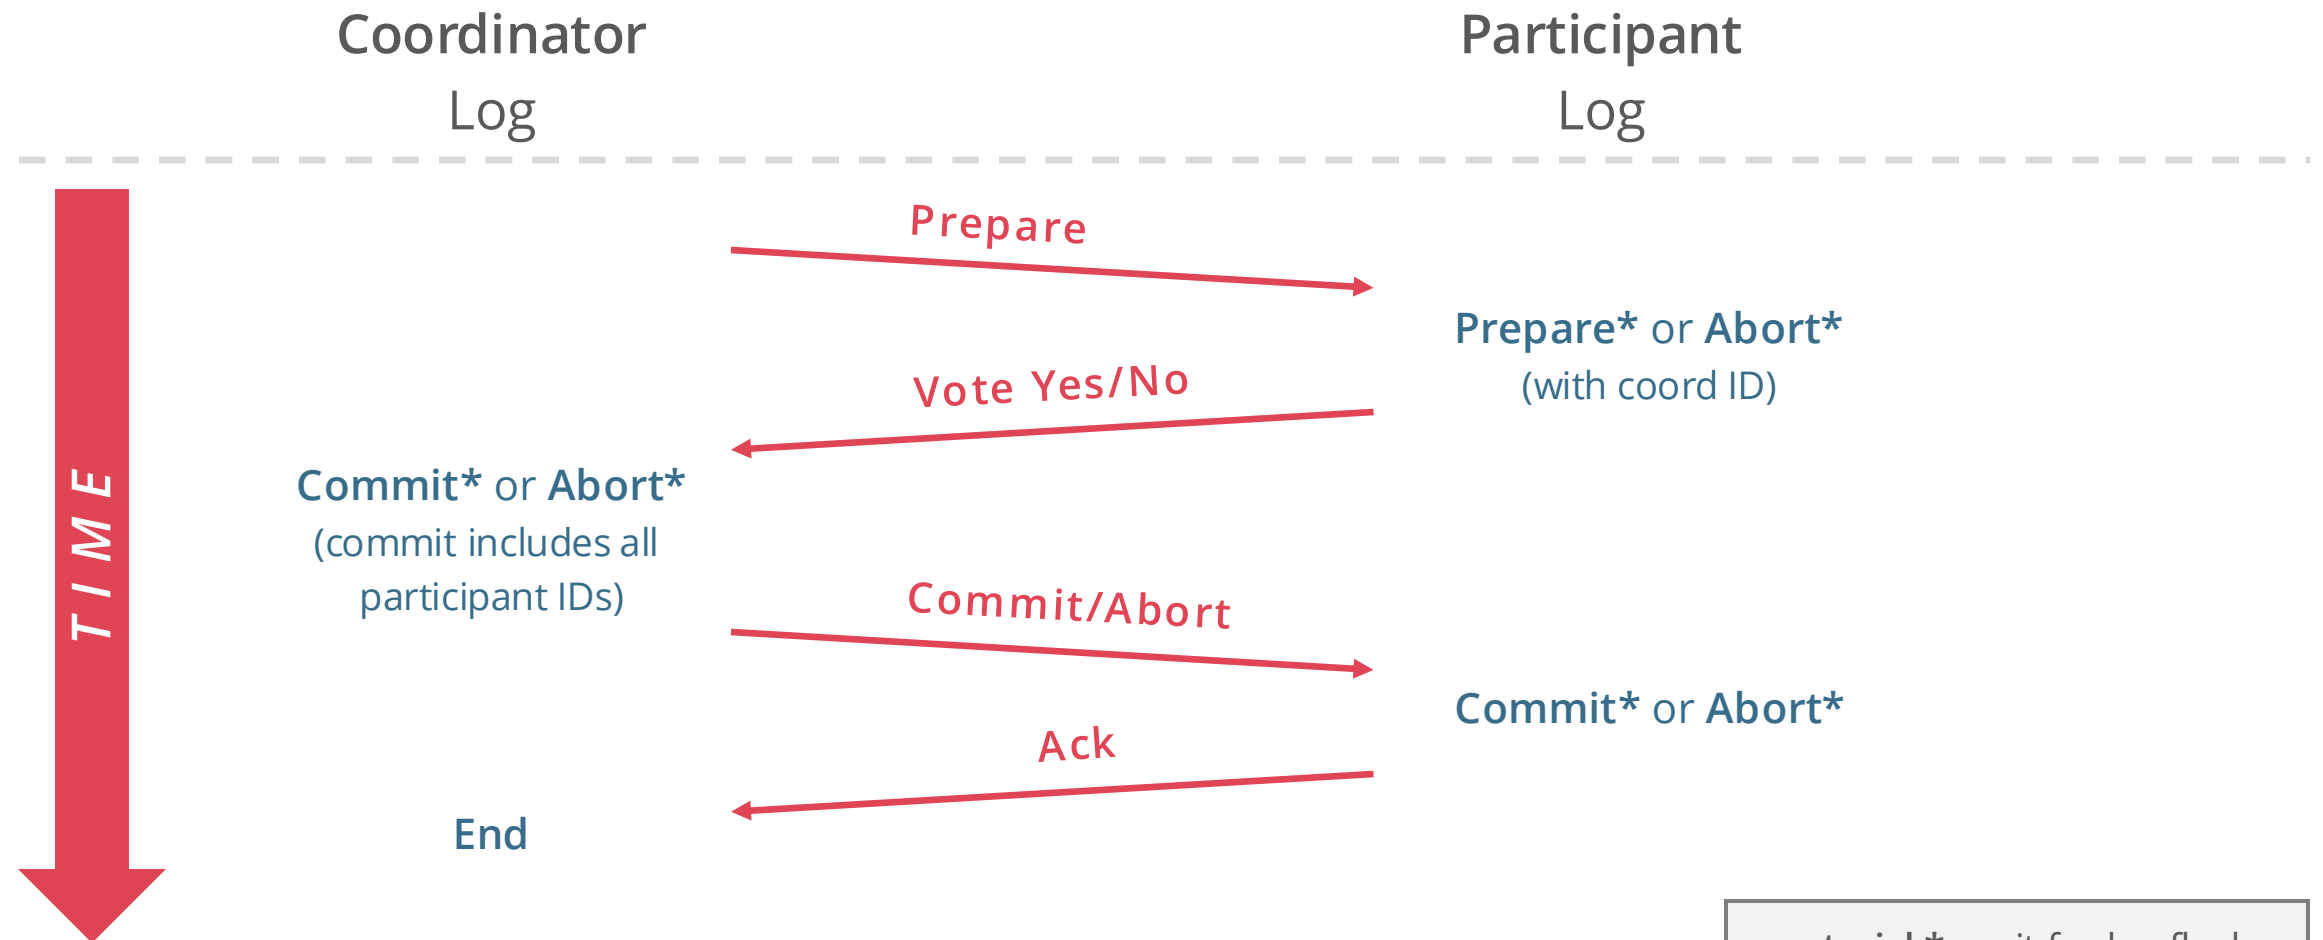 Coordinator
Participant
Log
Log
Prepare
Prepare* or Abort*
(with coord ID)
Vote Yes/No
Commit* or Abort*
(commit includes all
participant IDs)
TIME
Commit/Abort
Commit* or Abort*
Ack
End